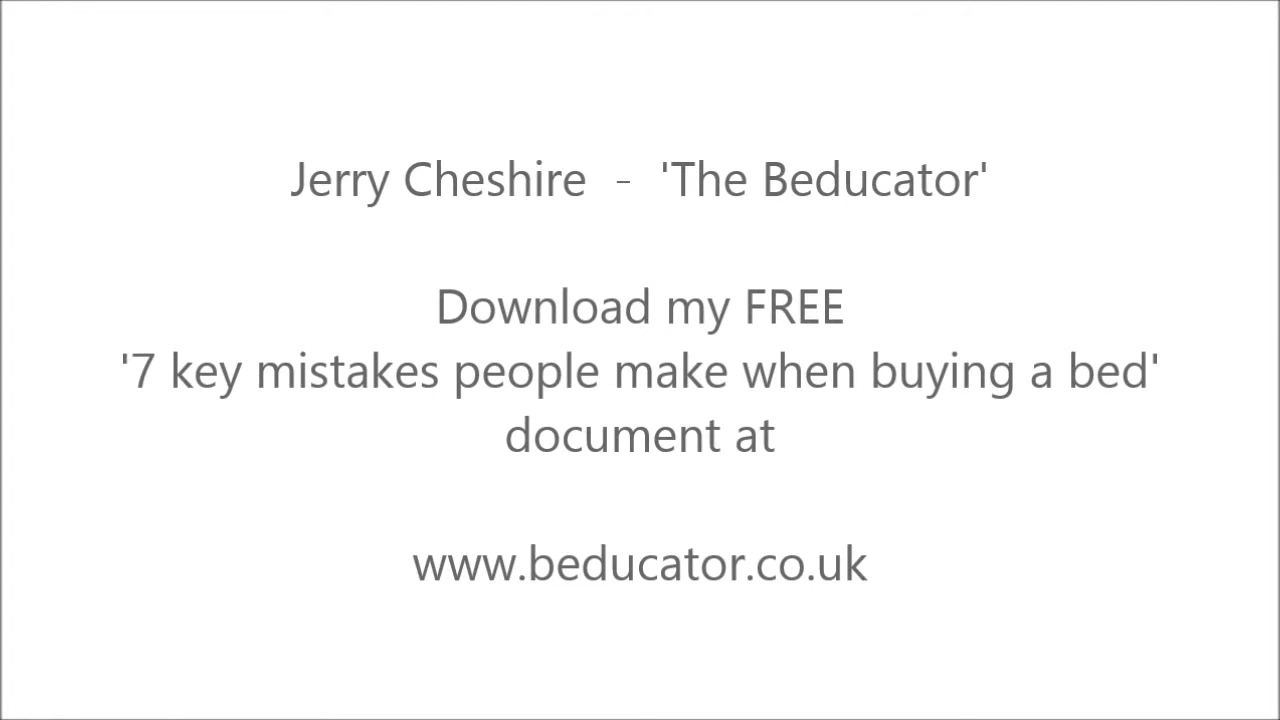 Jerry Cheshire - 'The Beducator'
Download my FREE
'7 key mistakes people make when buying a bed'
document at
www.beducator.co.uk